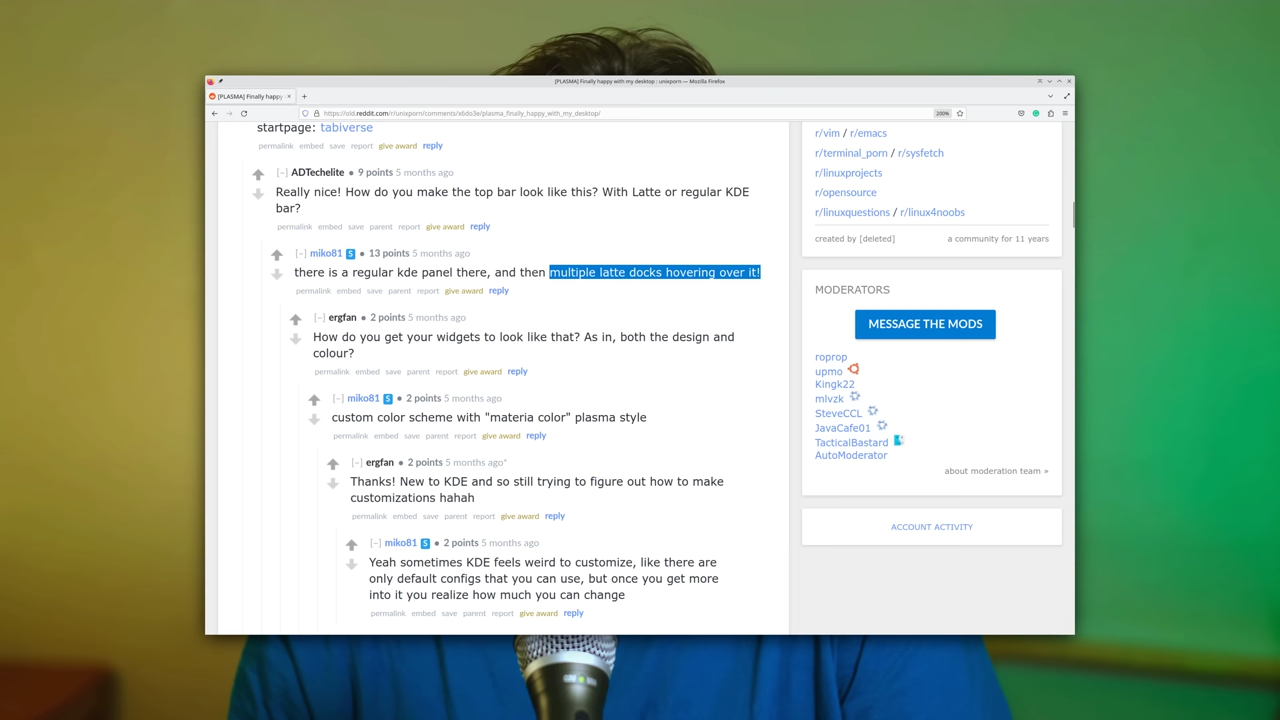 [PLASMA] Finally happy with my desktop : unixporn — Mozilla Firefox
[PLASMA] Finally happy
https://old.reddit.com/r/unixporn/comments/x6do3e/plasma_finally_happy_with_my_desktop/
200%
startpage: tabiverse
permalink embed save report give award reply
[–] ADTechelite • 9 points 5 months ago
Really nice! How do you make the top bar look like this? With Latte or regular KDE
bar?
permalink embed save parent report give award reply
[–] miko81 S • 13 points 5 months ago
there is a regular kde panel there, and then multiple latte docks hovering over it!
permalink embed save parent report give award reply
[–] ergfan • 2 points 5 months ago
How do you get your widgets to look like that? As in, both the design and
colour?
permalink embed save parent report give award reply
[–] miko81 S • 2 points 5 months ago
custom color scheme with "materia color" plasma style
permalink embed save parent report give award reply
[–] ergfan • 2 points 5 months ago*
Thanks! New to KDE and so still trying to figure out how to make
customizations hahah
permalink embed save parent report give award reply
[–] miko81 S • 2 points 5 months ago
Yeah sometimes KDE feels weird to customize, like there are
only default configs that you can use, but once you get more
into it you realize how much you can change
permalink embed save parent report give award reply
r/vim / r/emacs
r/terminal_porn / r/sysfetch
r/linuxprojects
r/opensource
r/linuxquestions / r/linux4noobs
created by [deleted] a community for 11 years
MODERATORS
MESSAGE THE MODS
roprop
upmo
Kingk22
mlvzk
SteveCCL
JavaCafe01
TacticalBastard
AutoModerator
about moderation team »
ACCOUNT ACTIVITY